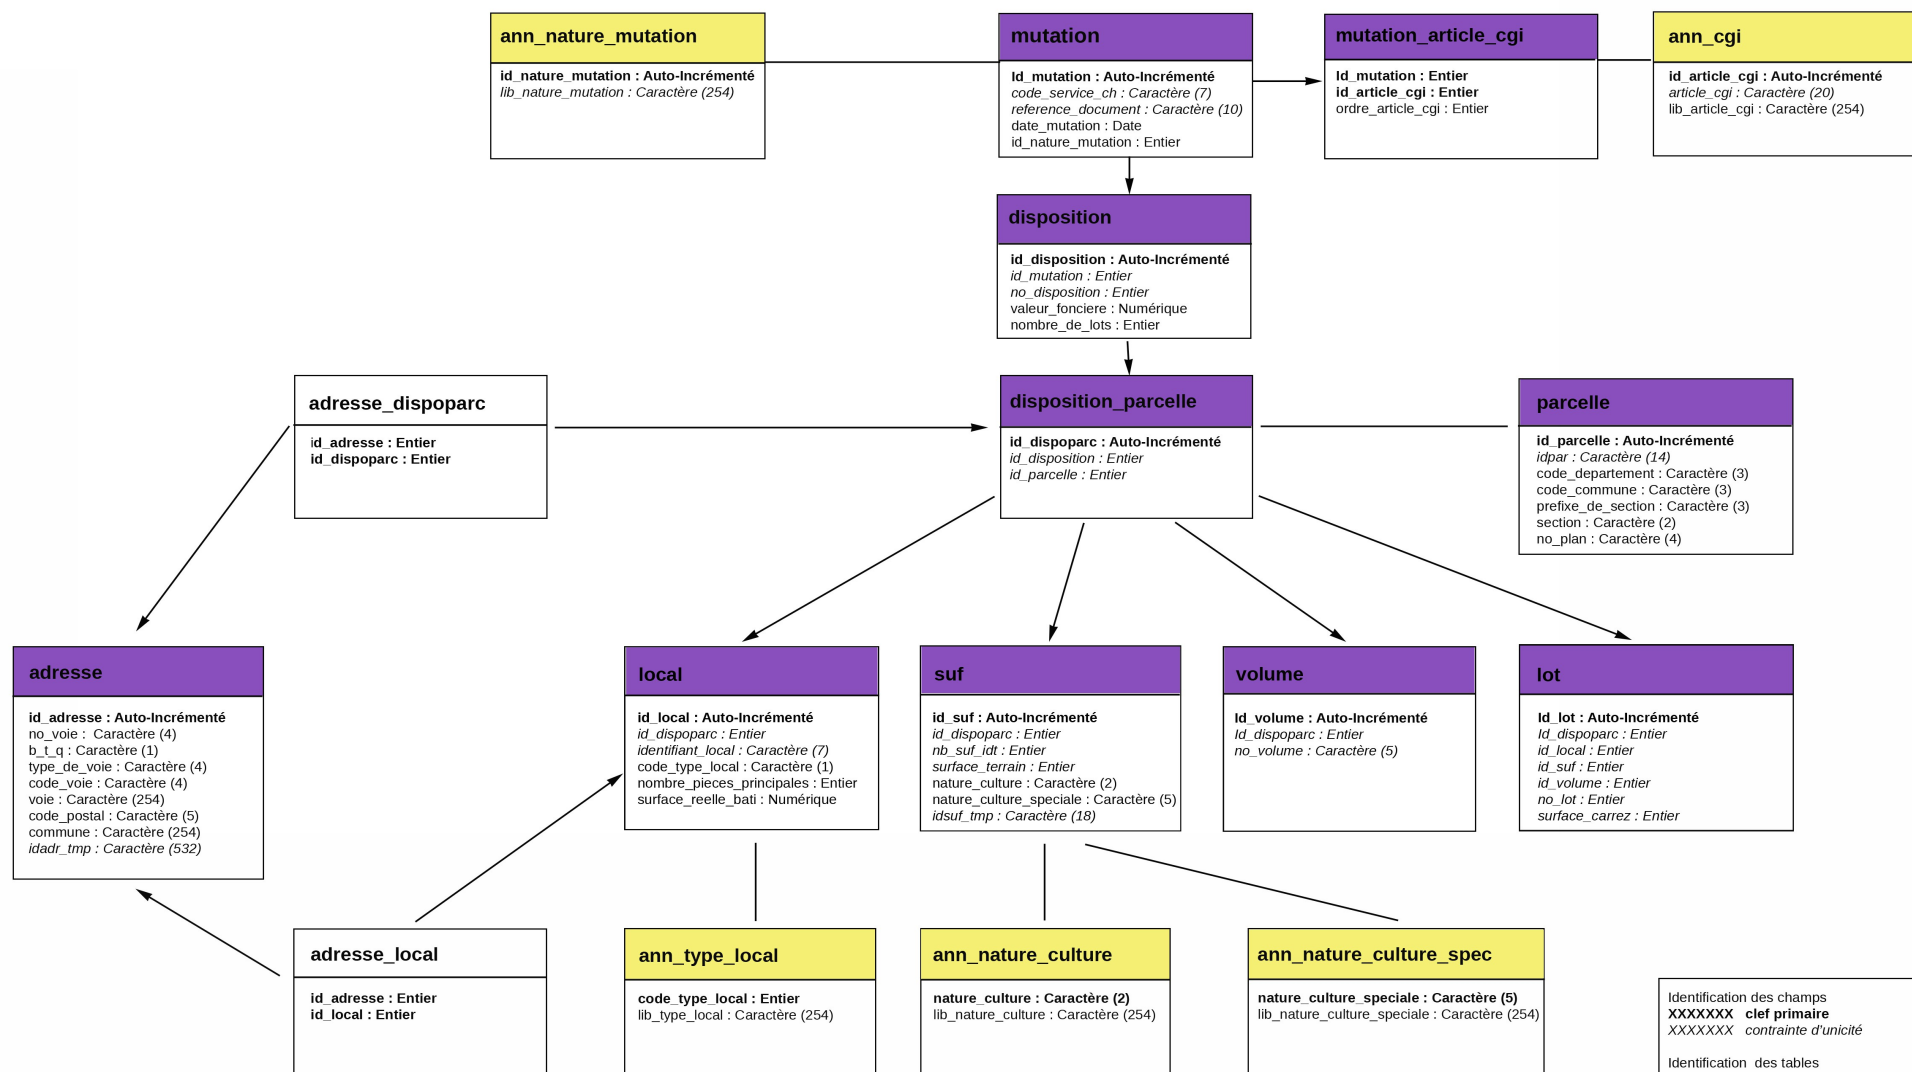 ann_nature_mutation
id_nature_mutation : Auto-Incrémenté
lib_nature_mutation : Caractère (254)
mutation
Id_mutation : Auto-Incrémenté
code_service_ch : Caractère (7)
reference_document : Caractère (10)
date_mutation : Date
id_nature_mutation : Entier
mutation_article_cgi
Id_mutation : Entier
id_article_cgi : Entier
ordre_article_cgi : Entier
ann_cgi
id_article_cgi : Auto-Incrémenté
article_cgi : Caractère (20)
lib_article_cgi : Caractère (254)
disposition
id_disposition : Auto-Incrémenté
id_mutation : Entier
no_disposition : Entier
valeur_fonciere : Numérique
nombre_de_lots : Entier
adresse_dispoparc
id_adresse : Entier
id_dispoparc : Entier
disposition_parcelle
id_dispoparc : Auto-Incrémenté
id_disposition : Entier
id_parcelle : Entier
parcelle
id_parcelle : Auto-Incrémenté
idpar : Caractère (14)
code_departement : Caractère (3)
code_commune : Caractère (3)
prefixe_de_section : Caractère (3)
section : Caractère (2)
no_plan : Caractère (4)
adresse
id_adresse : Auto-Incrémenté
no_voie : Caractère (4)
b_t_q : Caractère (1)
type_de_voie : Caractère (4)
code_voie : Caractère (4)
voie : Caractère (254)
code_postal : Caractère (5)
commune : Caractère (254)
idadr_tmp : Caractère (532)
local
id_local : Auto-Incrémenté
id_dispoparc : Entier
identifiant_local : Caractère (7)
code_type_local : Caractère (1)
nombre_pieces_principales : Entier
surface_reelle_bati : Numérique
suf
id_suf : Auto-Incrémenté
id_dispoparc : Entier
nb_suf_idt : Entier
surface_terrain : Entier
nature_culture : Caractère (2)
nature_culture_speciale : Caractère (5)
idsuf_tmp : Caractère (18)
volume
Id_volume : Auto-Incrémenté
Id_dispoparc : Entier
no_volume : Caractère (5)
lot
Id_lot : Auto-Incrémenté
Id_dispoparc : Entier
id_local : Entier
id_suf : Entier
id_volume : Entier
no_lot : Entier
surface_carrez : Entier
adresse_local
id_adresse : Entier
id_local : Entier
ann_type_local
code_type_local : Entier
lib_type_local : Caractère (254)
ann_nature_culture
nature_culture : Caractère (2)
lib_nature_culture : Caractère (254)
ann_nature_culture_spec
nature_culture_speciale : Caractère (5)
lib_nature_culture_speciale : Caractère (254)
Identification des champs
XXXXXXX clef primaire
XXXXXXX contrainte d'unicité
Identification des tables